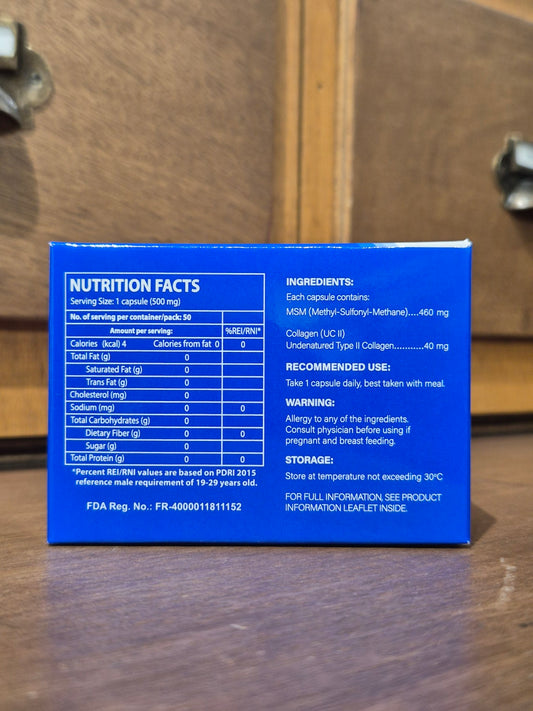 NUTRITION FACTS
Serving Size: 1 capsule (500 mg)
No. of serving per container/pack: 50
Amount per serving: %REI/RNI*
Calories (kcal) 4 Calories from fat 0 0
Total Fat (g) 0
Saturated Fat (g) 0
Trans Fat (g) 0
Cholesterol (mg) 0
Sodium (mg) 0 0
Total Carbohydrates (g) 0
Dietary Fiber (g) 0 0
Sugar (g) 0
Total Protein (g) 0 0
*Percent REI/RNI values are based on PDRI 2015
reference male requirement of 19-29 years old.
FDA Reg. No.: FR-4000011811152
INGREDIENTS:
Each capsule contains:
MSM (Methyl-Sulfonyl-Methane)....460 mg
Collagen (UC II)
Undenatured Type II Collagen...........40 mg
RECOMMENDED USE:
Take 1 capsule daily, best taken with meal.
WARNING:
Allergy to any of the ingredients.
Consult physician before using if
pregnant and breast feeding.
STORAGE:
Store at temperature not exceeding 30ºC
FOR FULL INFORMATION, SEE PRODUCT
INFORMATION LEAFLET INSIDE.